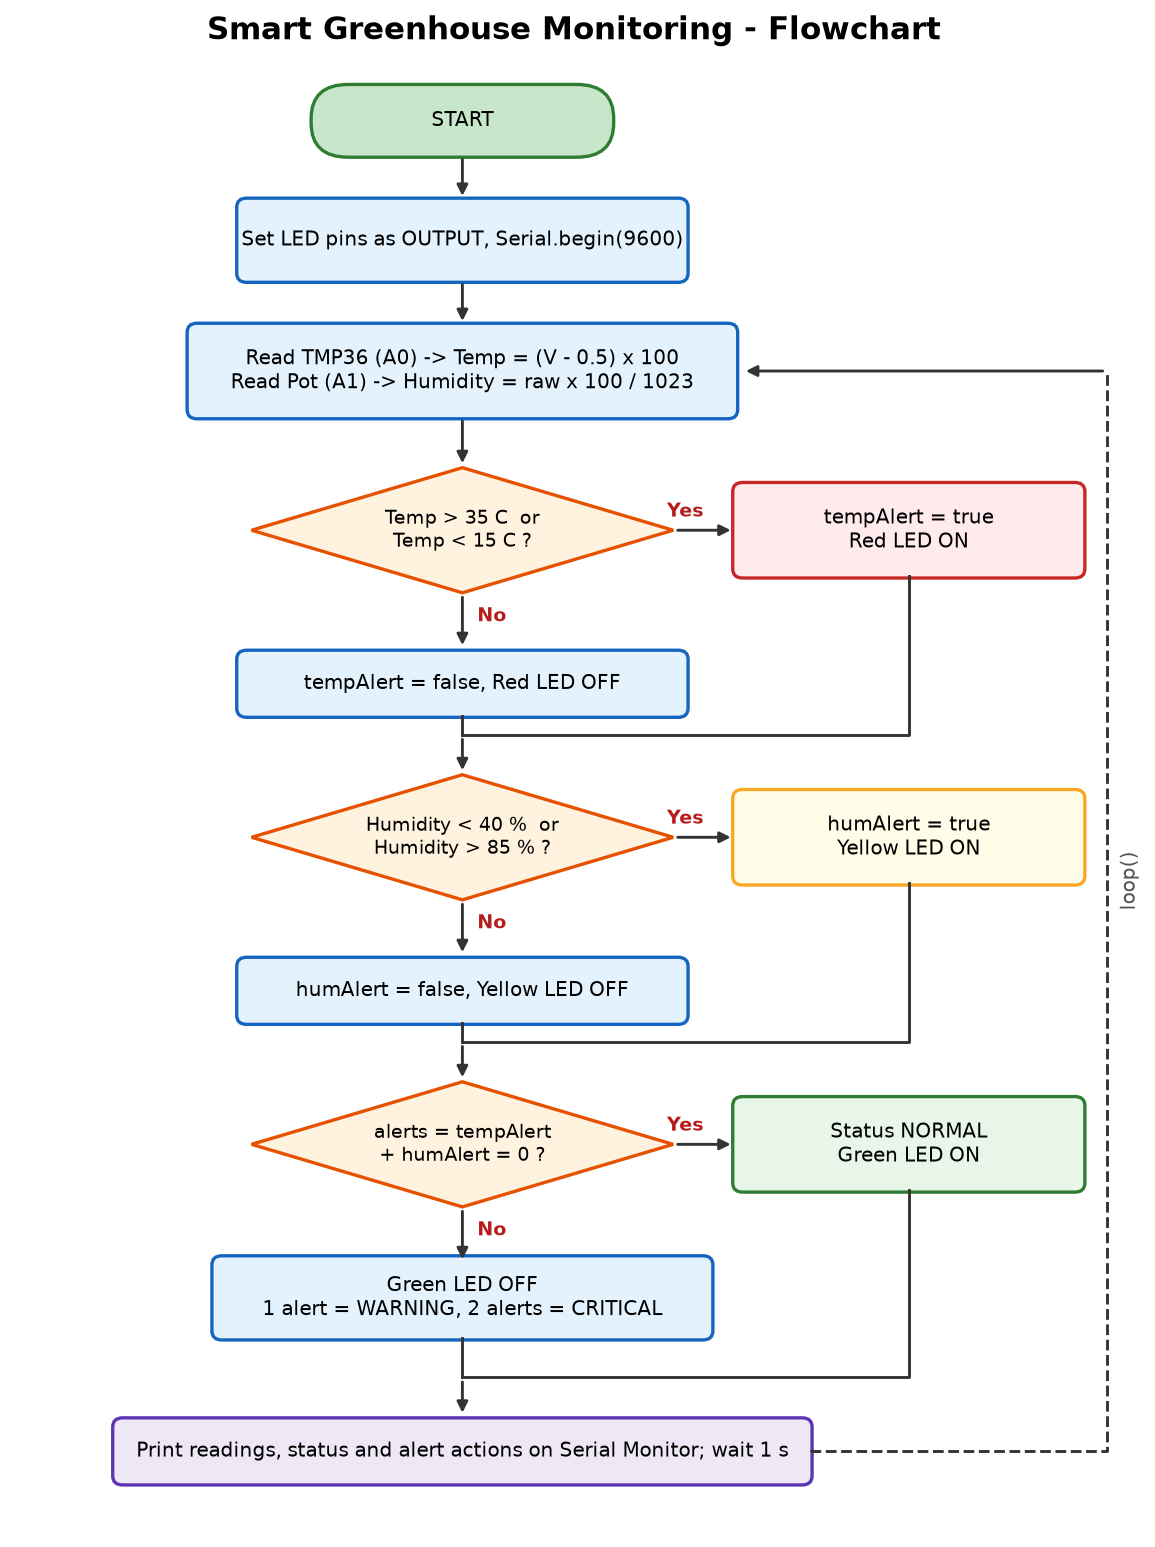 Smart Greenhouse Monitoring - Flowchart
START
Set LED pins as OUTPUT, Serial.begin(9600)
Read TMP36 (A0) -> Temp = (V - 0.5) x 100
Read Pot (A1) -> Humidity = raw x 100 / 1023
Temp > 35 C  or
Temp < 15 C ?
Yes
tempAlert = true
Red LED ON
No
tempAlert = false, Red LED OFF
Humidity < 40 %  or
Humidity > 85 % ?
Yes
humAlert = true
Yellow LED ON
loop()
No
humAlert = false, Yellow LED OFF
alerts = tempAlert
+ humAlert = 0 ?
Yes
Status NORMAL
Green LED ON
No
Green LED OFF
1 alert = WARNING, 2 alerts = CRITICAL
Print readings, status and alert actions on Serial Monitor; wait 1 s